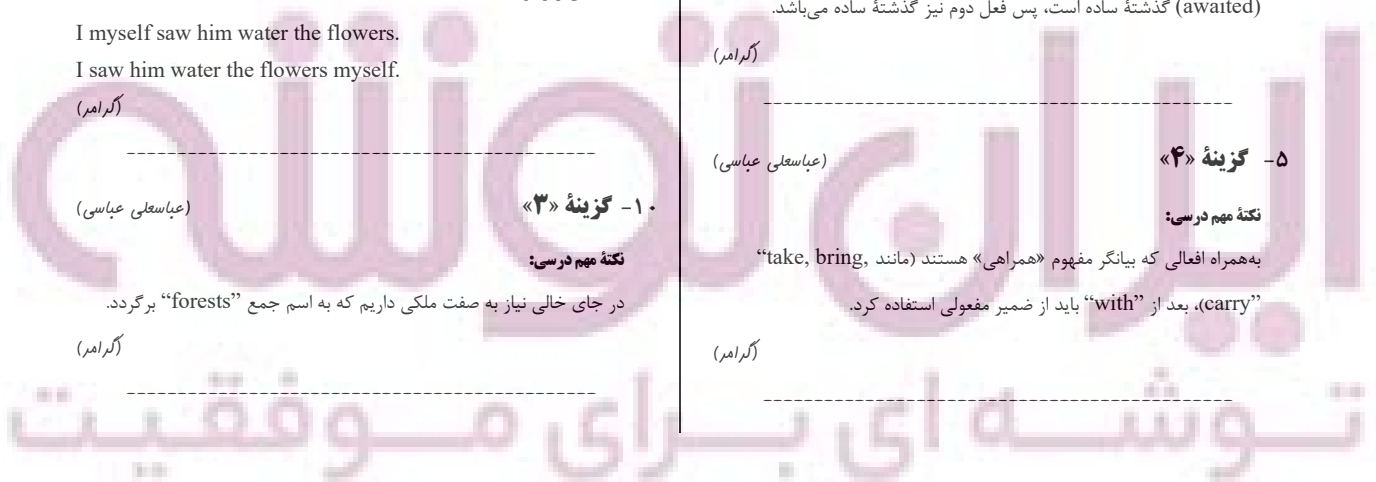 (awaited) گذشتهٔ ساده است، پس فعل دوم نیز گذشتهٔ ساده می‌باشد.
(گرامر)
۵- گزینهٔ «۴»
(عباسعلی عباسی)
نکتهٔ مهم درسی:
به‌همراه افعالی که بیانگر مفهوم «همراهی» هستند (مانند “take, bring,
carry”)، بعد از “with” باید از ضمیر مفعولی استفاده کرد.
(گرامر)
I myself saw him water the flowers.
I saw him water the flowers myself.
(گرامر)
۱۰- گزینهٔ «۳»
(عباسعلی عباسی)
نکتهٔ مهم درسی:
در جای خالی نیاز به صفت ملکی داریم که به اسم جمع “forests” برگردد.
(گرامر)
ایران توشه
توشه ای برای موفقیت